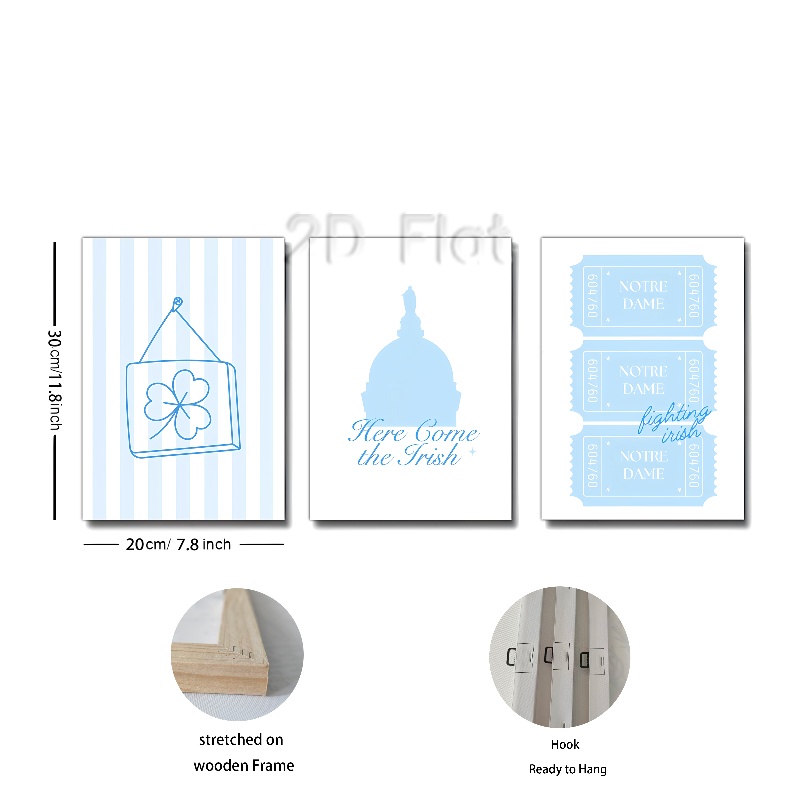 2D Flat
30cm/11.8inch
20cm/ 7.8 inch
Here Come
the Irish
604760
NOTRE
DAME
604760
604760
NOTRE
DAME
604760
fighting
irish
604760
NOTRE
DAME
604760
stretched on
wooden Frame
Hook
Ready to Hang